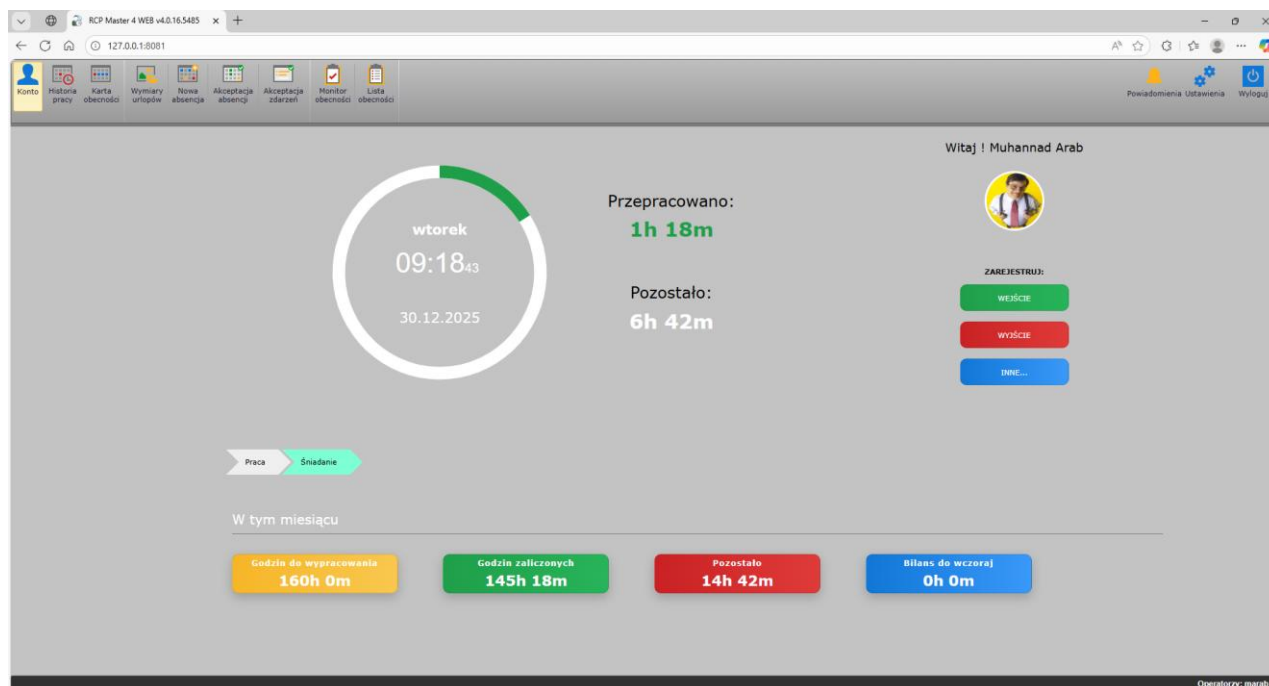 RCP Master 4 WEB v4.0.16.5485
127.0.0.1:8081
Konto
Historia pracy
Karta obecności
Wymiary urlopów
Nowa absencja
Akceptacja absencji
Akceptacja zdarzeń
Monitor obecności
Lista obecności
Powiadomienia
Ustawienia
Wyloguj
Witaj ! Muhannad Arab
wtorek
09:18 43
30.12.2025
Przepracowano:
1h 18m
Pozostało:
6h 42m
ZAREJESTRUJ:
WEJŚCIE
WYJŚCIE
INNE...
Praca
Śniadanie
W tym miesiącu
Godzin do wypracowania
160h 0m
Godzin zaliczonych
145h 18m
Pozostało
14h 42m
Bilans do wczoraj
0h 0m
Operatorzy: marab